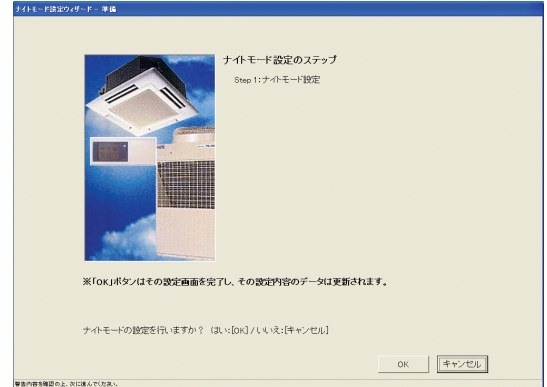 ナイトモード設定ウィザード - 準備
ナイトモード設定のステップ
Step 1:ナイトモード設定
※「OK」ボタンはその設定画面を完了し、その設定内容のデータは更新されます。
ナイトモードの設定を行いますか？ (はい:[OK] / いいえ:[キャンセル]
OK
キャンセル
警告内容を確認の上、次に進んでください。